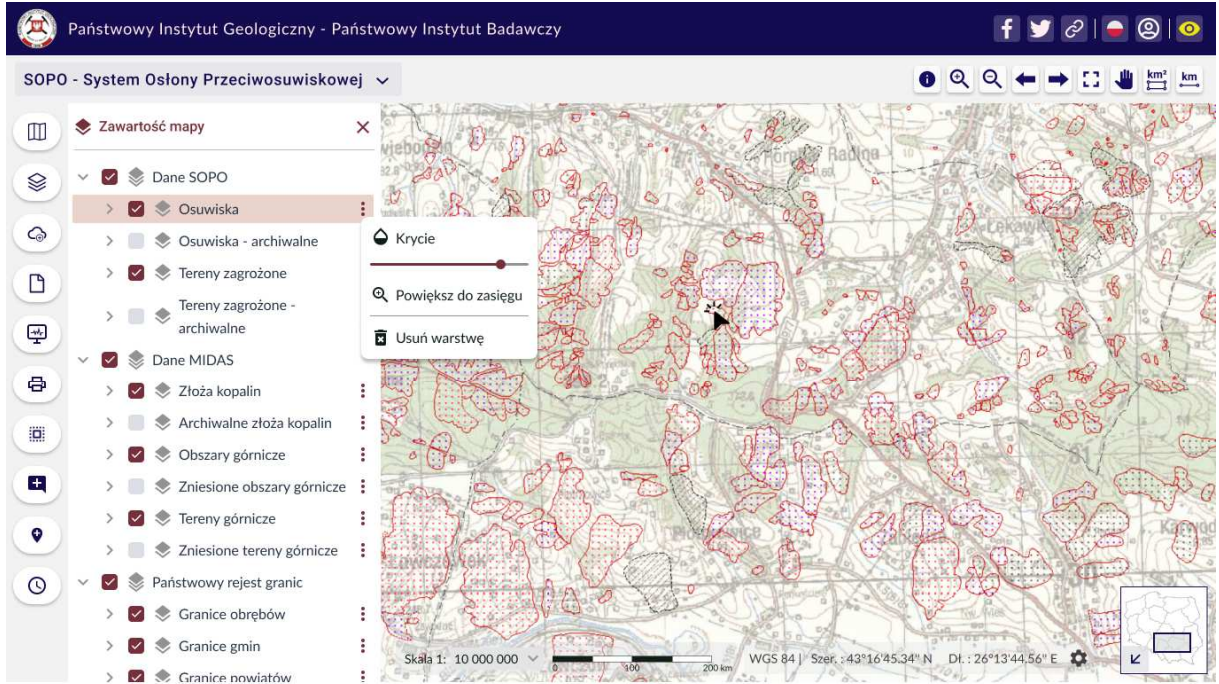 Państwowy Instytut Geologiczny - Państwowy Instytut Badawczy
SOPO - System Osłony Przeciwosuwiskowej
km²
km
Zawartość mapy
Dane SOPO
Osuwiska
Krycie
Powiększ do zasięgu
Usuń warstwę
Osuwiska - archiwalne
Tereny zagrożone
Tereny zagrożone -
archiwalne
Dane MIDAS
Złoża kopalin
Archiwalne złoża kopalin
Obszary górnicze
Zniesione obszary górnicze
Tereny górnicze
Zniesione tereny górnicze
Państwowy rejest granic
Granice obrębów
Granice gmin
Granice powiatów
Radlna
Łękawka
Łowczówek
Skala 1: 10 000 000
0 100 200 km
WGS 84 | Szer. : 43°16'45.34" N Dł. : 26°13'44.56" E